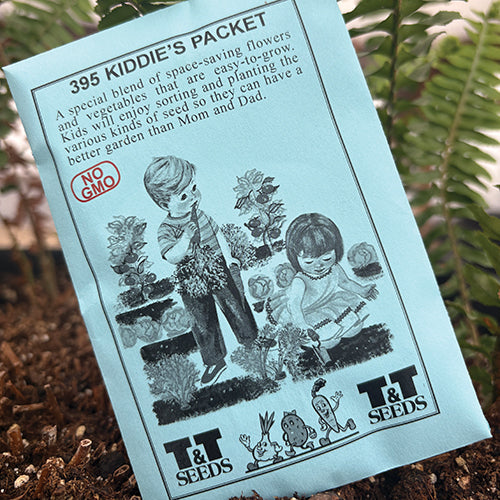 395 KIDDIE'S PACKET
A special blend of space-saving flowers
and vegetables that are easy-to-grow.
Kids will enjoy sorting and planting the
various kinds of seed so they can have a
better garden than Mom and Dad.
NO
GMO
T&T
SEEDS
T&T
SEEDS